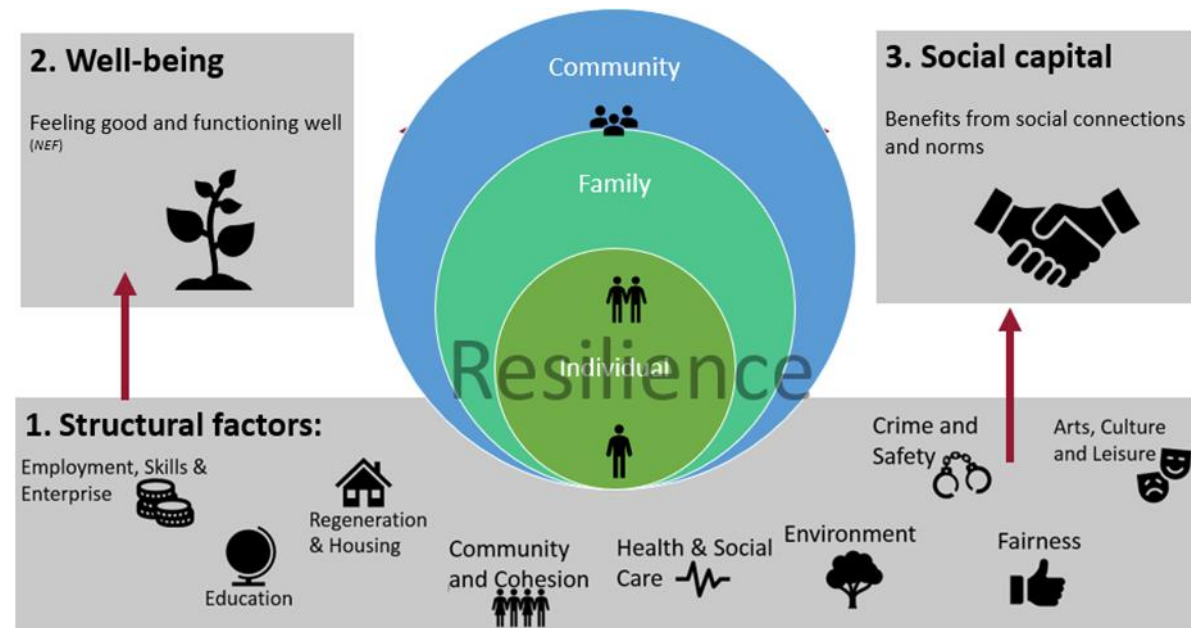 2. Well-being
Feeling good and functioning well
(NEF)
Community
Family
Individual
Resilience
3. Social capital
Benefits from social connections
and norms
1. Structural factors:
Employment, Skills &
Enterprise
Education
Regeneration
& Housing
Community
and Cohesion
Health & Social
Care
Environment
Crime and
Safety
Fairness
Arts, Culture
and Leisure